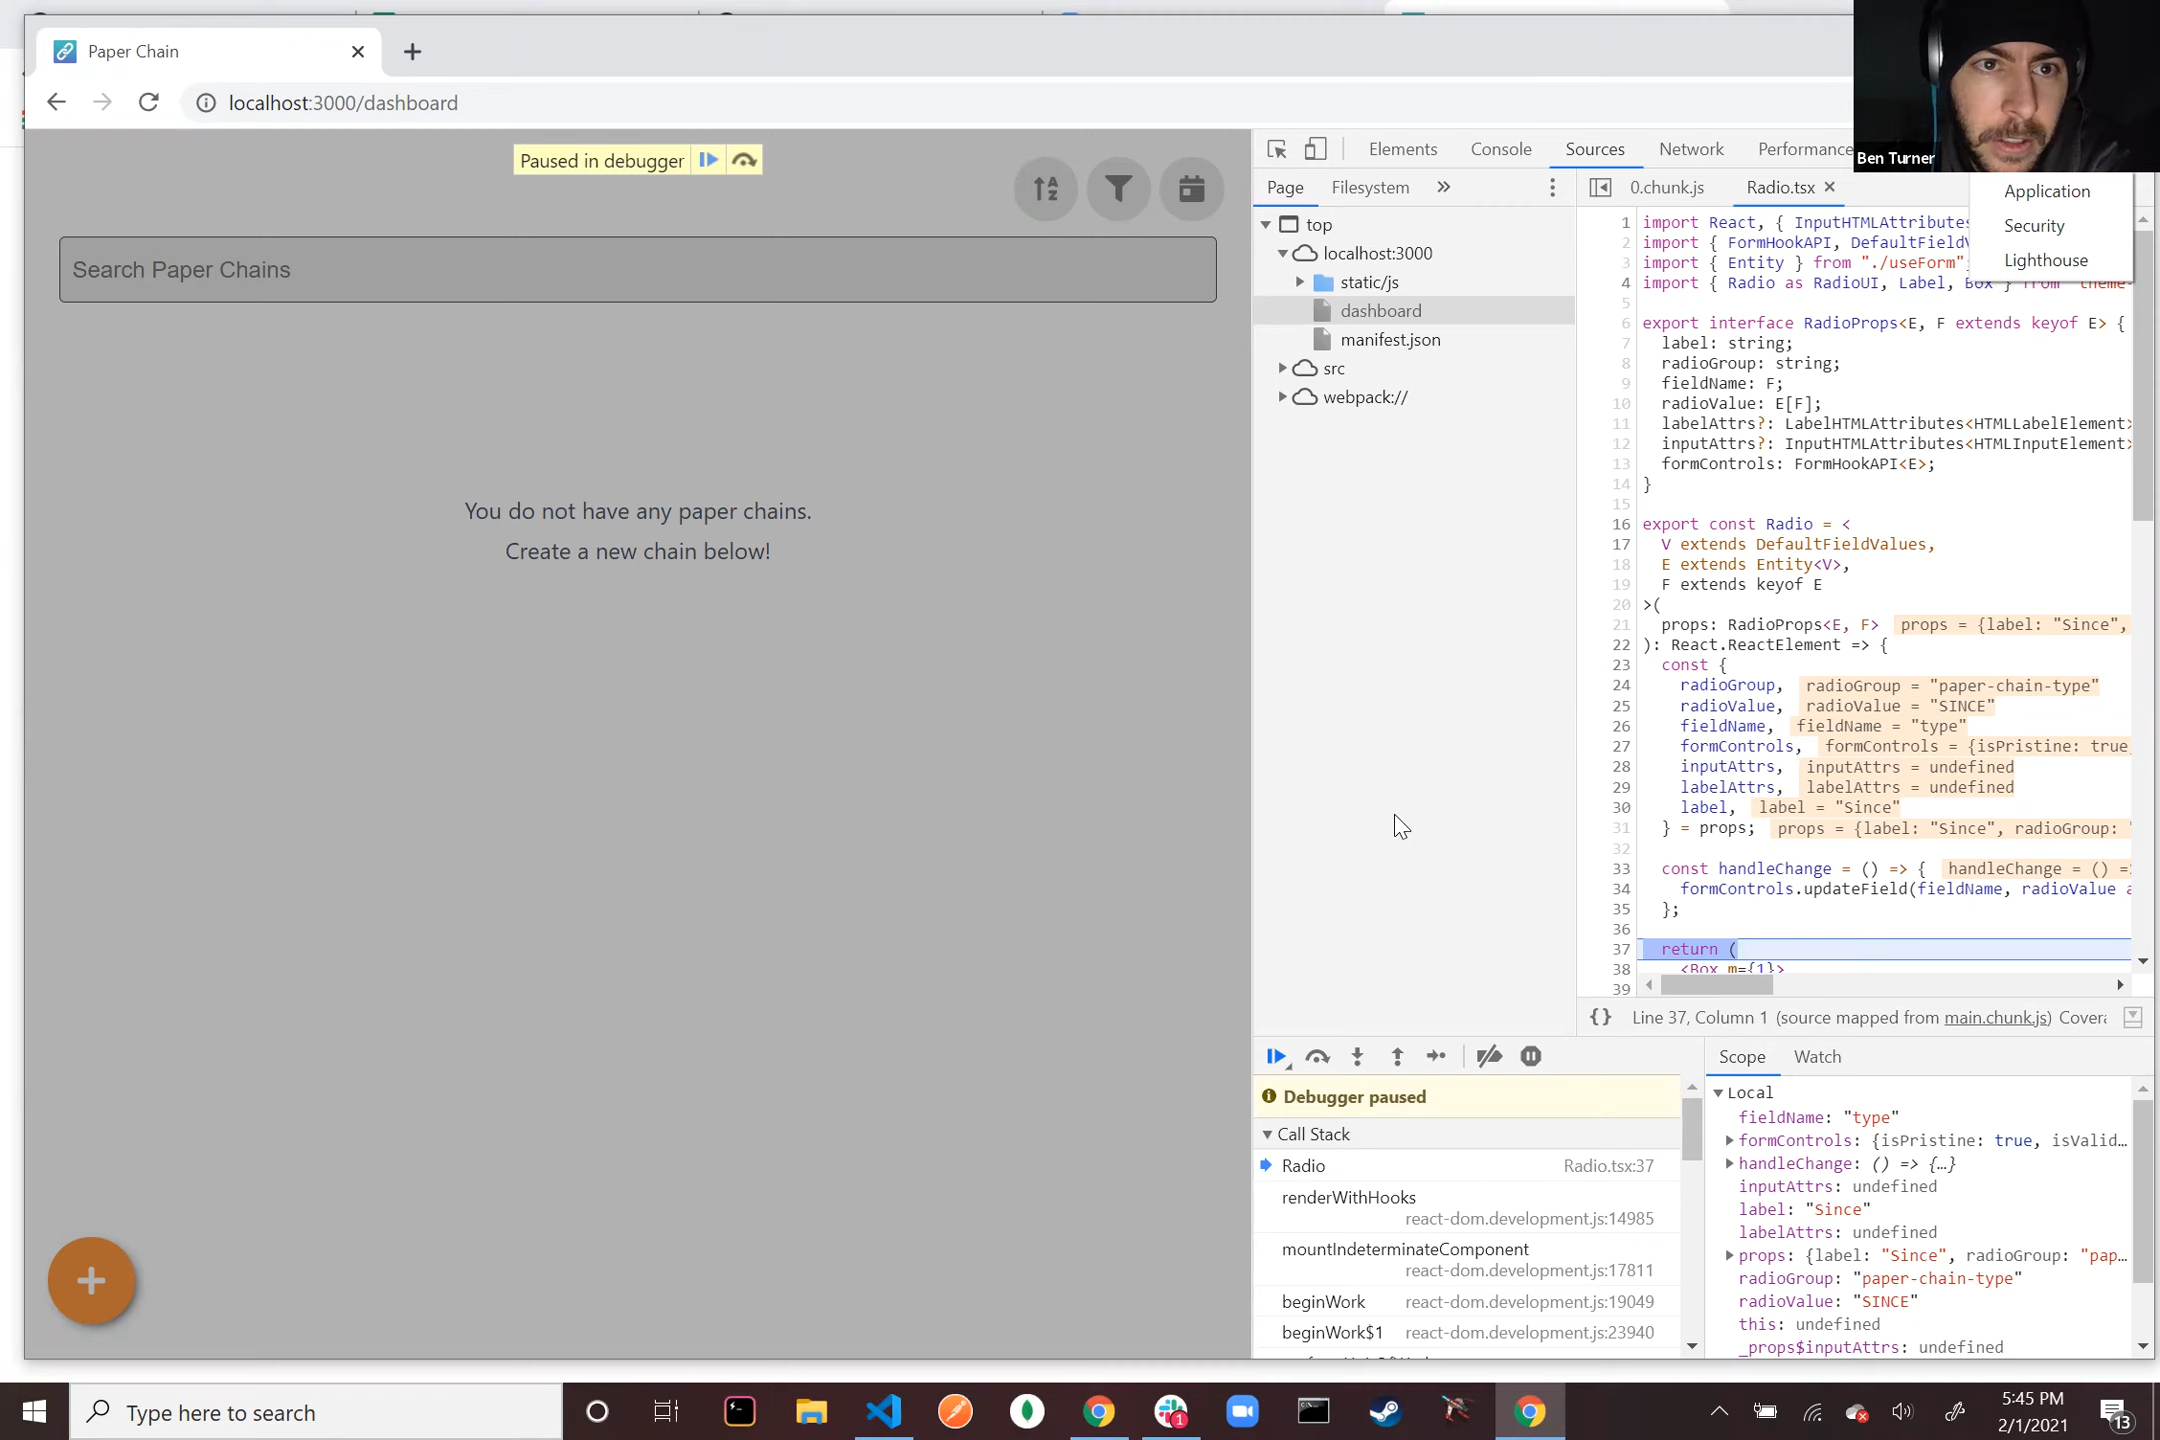 Paper Chain
localhost:3000/dashboard
Ben Turner
Paused in debugger
Search Paper Chains
You do not have any paper chains.
Create a new chain below!
Elements Console Sources Network Performance
Application
Security
Lighthouse
Page Filesystem »
0.chunk.js Radio.tsx
top
localhost:3000
static/js
dashboard
manifest.json
src
webpack://
1 import React, { InputHTMLAttributes
2 import { FormHookAPI, DefaultField
3 import { Entity } from "./useForm";
4 import { Radio as RadioUI, Label, Box } from "theme-
5
6 export interface RadioProps<E, F extends keyof E> {
7 label: string;
8 radioGroup: string;
9 fieldName: F;
10 radioValue: E[F];
11 labelAttrs?: LabelHTMLAttributes<HTMLLabelElement>
12 inputAttrs?: InputHTMLAttributes<HTMLInputElement>
13 formControls: FormHookAPI<E>;
14 }
15
16 export const Radio = <
17 V extends DefaultFieldValues,
18 E extends Entity<V>,
19 F extends keyof E
20 >(
21 props: RadioProps<E, F> props = {label: "Since",
22 ): React.ReactElement => {
23 const {
24 radioGroup, radioGroup = "paper-chain-type"
25 radioValue, radioValue = "SINCE"
26 fieldName, fieldName = "type"
27 formControls, formControls = {isPristine: true,
28 inputAttrs, inputAttrs = undefined
29 labelAttrs, labelAttrs = undefined
30 label, label = "Since"
31 } = props; props = {label: "Since", radioGroup: "
32
33 const handleChange = () => { handleChange = () =
34 formControls.updateField(fieldName, radioValue a
35 };
36
37 return (
38 <Box m={1}>
39
{} Line 37, Column 1 (source mapped from main.chunk.js) Covera
Debugger paused
Call Stack
Radio Radio.tsx:37
renderWithHooks
react-dom.development.js:14985
mountIndeterminateComponent
react-dom.development.js:17811
beginWork react-dom.development.js:19049
beginWork$1 react-dom.development.js:23940
Scope Watch
Local
fieldName: "type"
formControls: {isPristine: true, isValid…
handleChange: () => {…}
inputAttrs: undefined
label: "Since"
labelAttrs: undefined
props: {label: "Since", radioGroup: "pap…
radioGroup: "paper-chain-type"
radioValue: "SINCE"
this: undefined
_props$inputAttrs: undefined
Type here to search
1
5:45 PM
2/1/2021
13